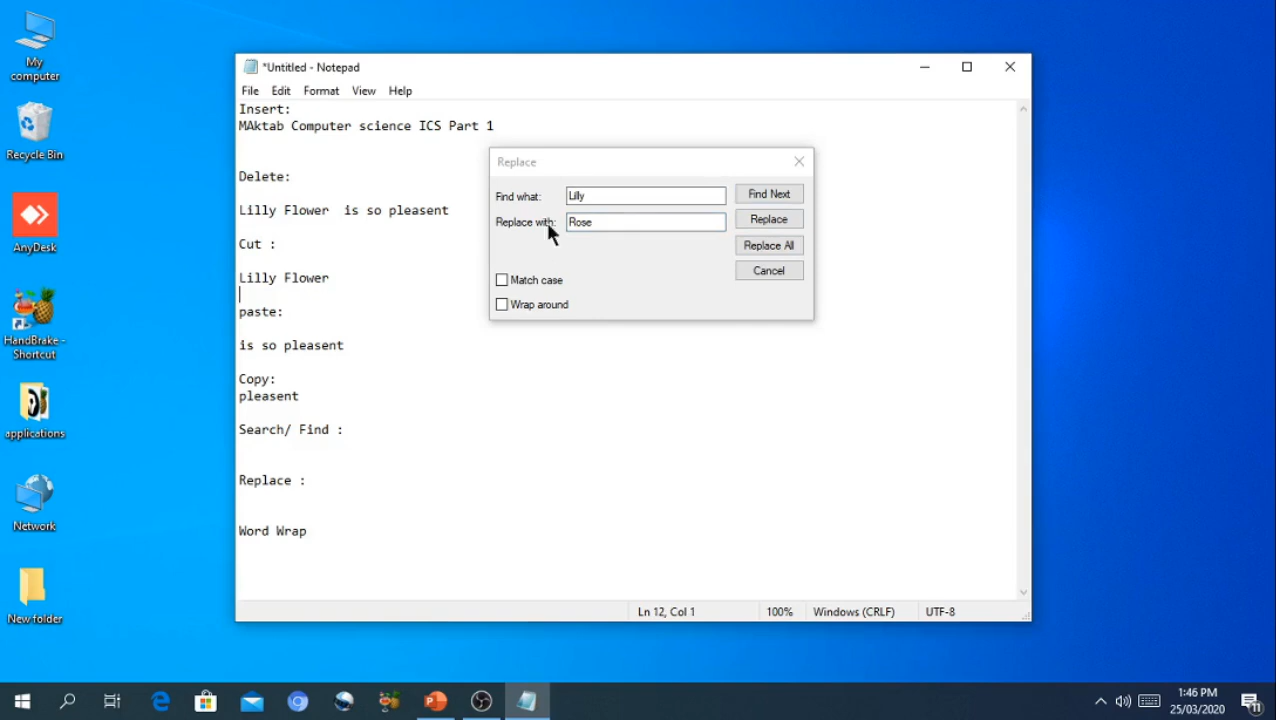 My
computer
Recycle Bin
AnyDesk
HandBrake -
Shortcut
applications
Network
New folder
*Untitled - Notepad
File Edit Format View Help
Insert:
MAktab Computer science ICS Part 1
Delete:
Lilly Flower  is so pleasent
Cut :
Lilly Flower
paste:
is so pleasent
Copy:
pleasent
Search/ Find :
Replace :
Word Wrap
Replace
Find what: Lilly Find Next
Replace with: Rose Replace
Replace All
Cancel
Match case
Wrap around
Ln 12, Col 1 100% Windows (CRLF) UTF-8
1:46 PM
25/03/2020
11